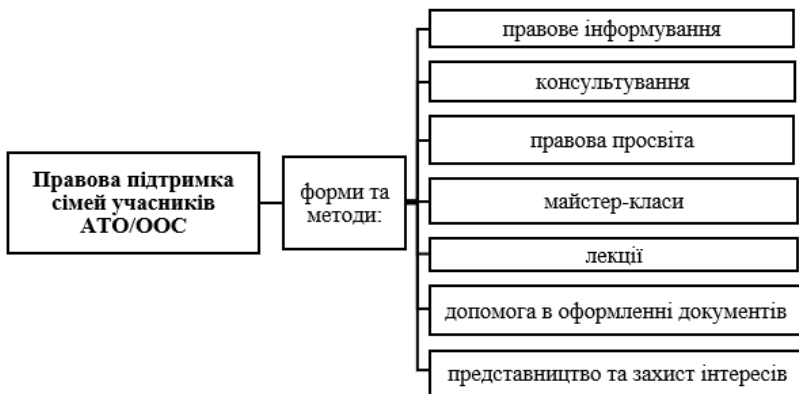 Правова підтримка
сімей учасників
АТО/ООС
форми та
методи:
правове інформування
консультування
правова просвіта
майстер-класи
лекції
допомога в оформленні документів
представництво та захист інтересів